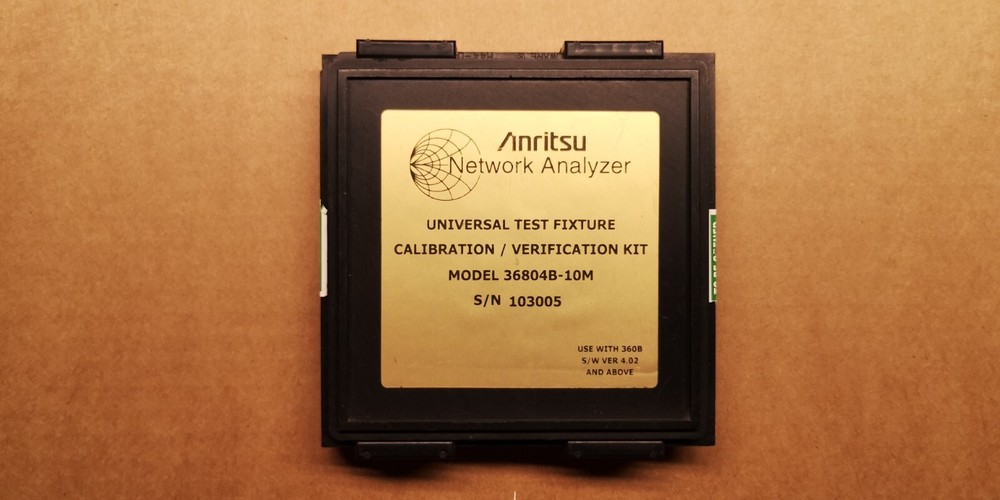 Anritsu
Network Analyzer
UNIVERSAL TEST FIXTURE
CALIBRATION / VERIFICATION KIT
MODEL 36804B-10M
S/N 103005
USE WITH 360B
S/W VER 4.02
AND ABOVE